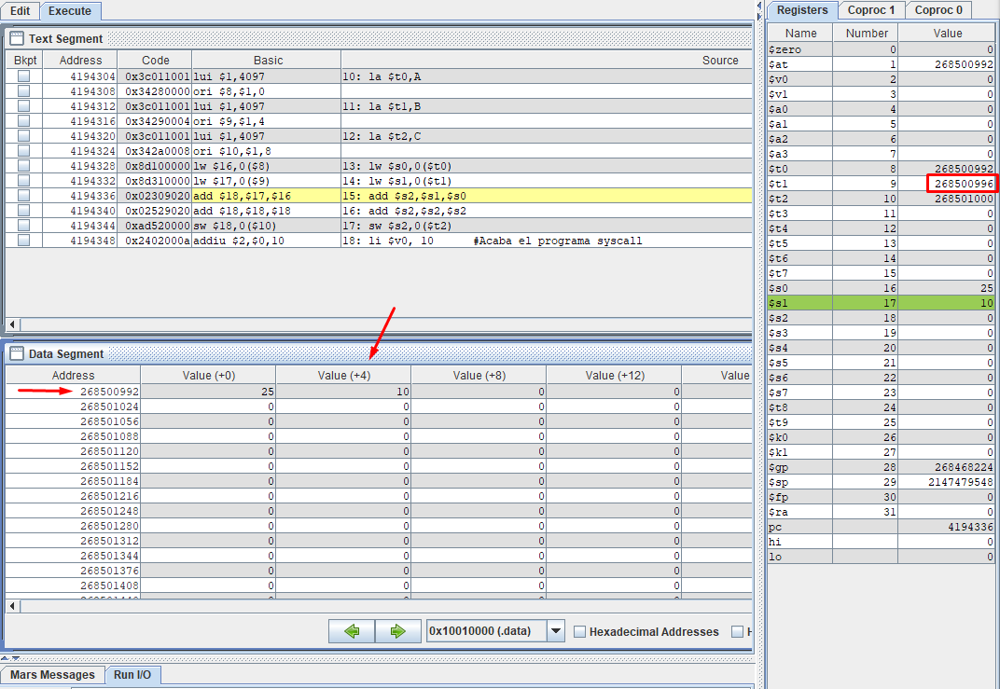 Edit Execute
Text Segment
Bkpt Address Code Basic Source
4194304 0x3c011001 lui $1,4097 10: la $t0,A
4194308 0x34280000 ori $8,$1,0
4194312 0x3c011001 lui $1,4097 11: la $t1,B
4194316 0x34290004 ori $9,$1,4
4194320 0x3c011001 lui $1,4097 12: la $t2,C
4194324 0x342a0008 ori $10,$1,8
4194328 0x8d100000 lw $16,0($8) 13: lw $s0,0($t0)
4194332 0x8d310000 lw $17,0($9) 14: lw $s1,0($t1)
4194336 0x02309020 add $18,$17,$16 15: add $s2,$s1,$s0
4194340 0x02529020 add $18,$18,$18 16: add $s2,$s2,$s2
4194344 0xad520000 sw $18,0($10) 17: sw $s2,0($t2)
4194348 0x2402000a addiu $2,$0,10 18: li $v0, 10 #Acaba el programa syscall
Data Segment
Address Value (+0) Value (+4) Value (+8) Value (+12) Value
268500992 25 10 0 0
268501024 0 0 0 0
268501056 0 0 0 0
268501088 0 0 0 0
268501120 0 0 0 0
268501152 0 0 0 0
268501184 0 0 0 0
268501216 0 0 0 0
268501248 0 0 0 0
268501280 0 0 0 0
268501312 0 0 0 0
268501344 0 0 0 0
268501376 0 0 0 0
268501408 0 0 0 0
0x10010000 (.data) Hexadecimal Addresses
Mars Messages Run I/O
Registers Coproc 1 Coproc 0
Name Number Value
$zero 0 0
$at 1 268500992
$v0 2 0
$v1 3 0
$a0 4 0
$a1 5 0
$a2 6 0
$a3 7 0
$t0 8 268500992
$t1 9 268500996
$t2 10 268501000
$t3 11 0
$t4 12 0
$t5 13 0
$t6 14 0
$t7 15 0
$s0 16 25
$s1 17 10
$s2 18 0
$s3 19 0
$s4 20 0
$s5 21 0
$s6 22 0
$s7 23 0
$t8 24 0
$t9 25 0
$k0 26 0
$k1 27 0
$gp 28 268468224
$sp 29 2147479548
$fp 30 0
$ra 31 0
pc 4194336
hi 0
lo 0